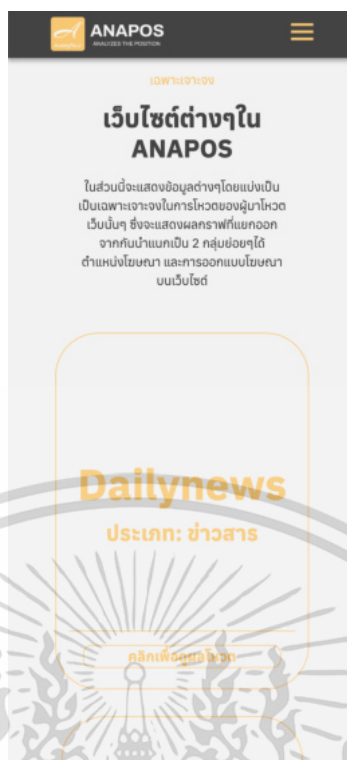 ANAPOS
ANALYZES THE POSITION
เฉพาะเจาะจง
เว็บไซต์ต่างๆใน
ANAPOS
ในส่วนนี้จะแสดงข้อมูลต่างๆโดยแบ่งเป็น
เป็นเฉพาะเจาะจงในการโหวตของผู้มาโหวต
เว็บนั้นๆ ซึ่งจะแสดงผลกราฟที่แยกออก
จากกันนำแนกเป็น 2 กลุ่มย่อยๆได้
ตำแหน่งโฆษณา และการออกแบบโฆษณา
บนเว็บไซต์
Dailynews
ประเภท: ข่าวสาร
คลิกเพื่อดูผลโหวต